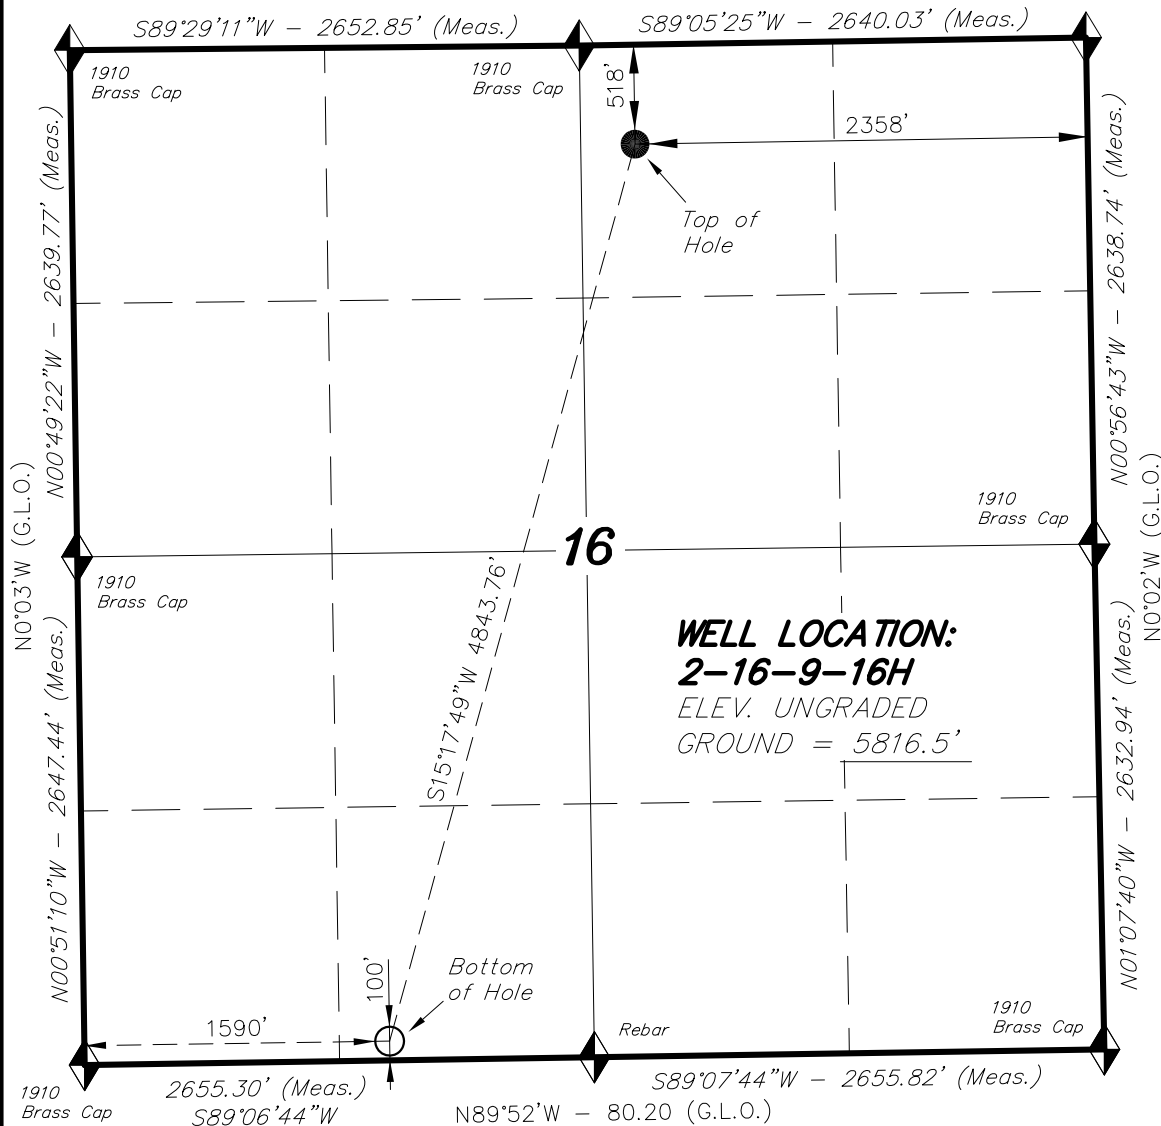 S89°29'11"W – 2652.85' (Meas.)
S89°05'25"W – 2640.03' (Meas.)
1910
Brass Cap
1910
Brass Cap
518'
2358'
Top of
Hole
N00°49'22"W – 2639.77' (Meas.)
N00°56'43"W – 2638.74' (Meas.)
N0°03'W (G.L.O.)
N0°02'W (G.L.O.)
1910
Brass Cap
16
1910
Brass Cap
S15°17'49"W 4843.76'
WELL LOCATION:
2–16–9–16H
ELEV. UNGRADED
GROUND = 5816.5'
N00°51'10"W – 2647.44' (Meas.)
N01°07'40"W – 2632.94' (Meas.)
100'
Bottom
of Hole
1590'
Rebar
1910
Brass Cap
1910
Brass Cap
2655.30' (Meas.)
S89°06'44"W
S89°07'44"W – 2655.82' (Meas.)
N89°52'W – 80.20 (G.L.O.)